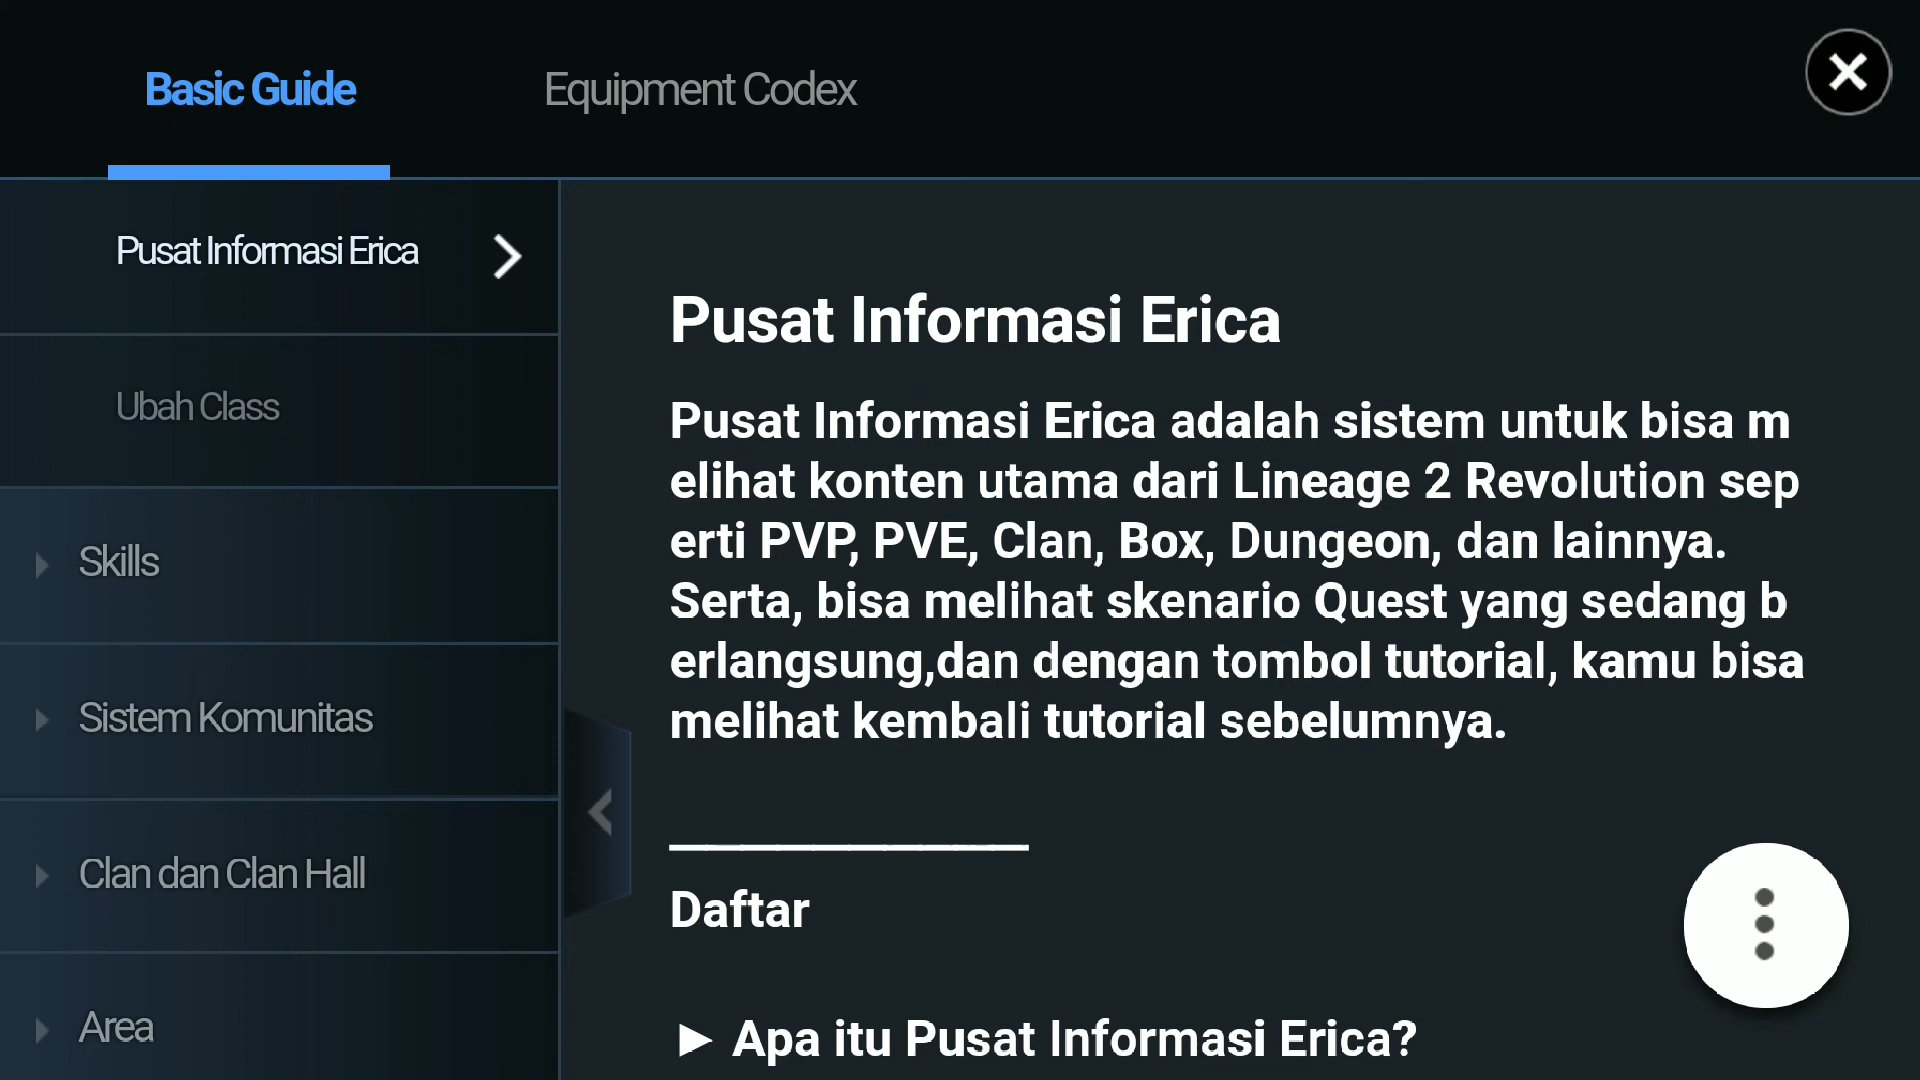 Basic Guide
Equipment Codex
Pusat Informasi Erica
Ubah Class
Skills
Sistem Komunitas
Clan dan Clan Hall
Area
Pusat Informasi Erica
Pusat Informasi Erica adalah sistem untuk bisa m
elihat konten utama dari Lineage 2 Revolution sep
erti PVP, PVE, Clan, Box, Dungeon, dan lainnya.
Serta, bisa melihat skenario Quest yang sedang b
erlangsung,dan dengan tombol tutorial, kamu bisa
melihat kembali tutorial sebelumnya.
Daftar
► Apa itu Pusat Informasi Erica?